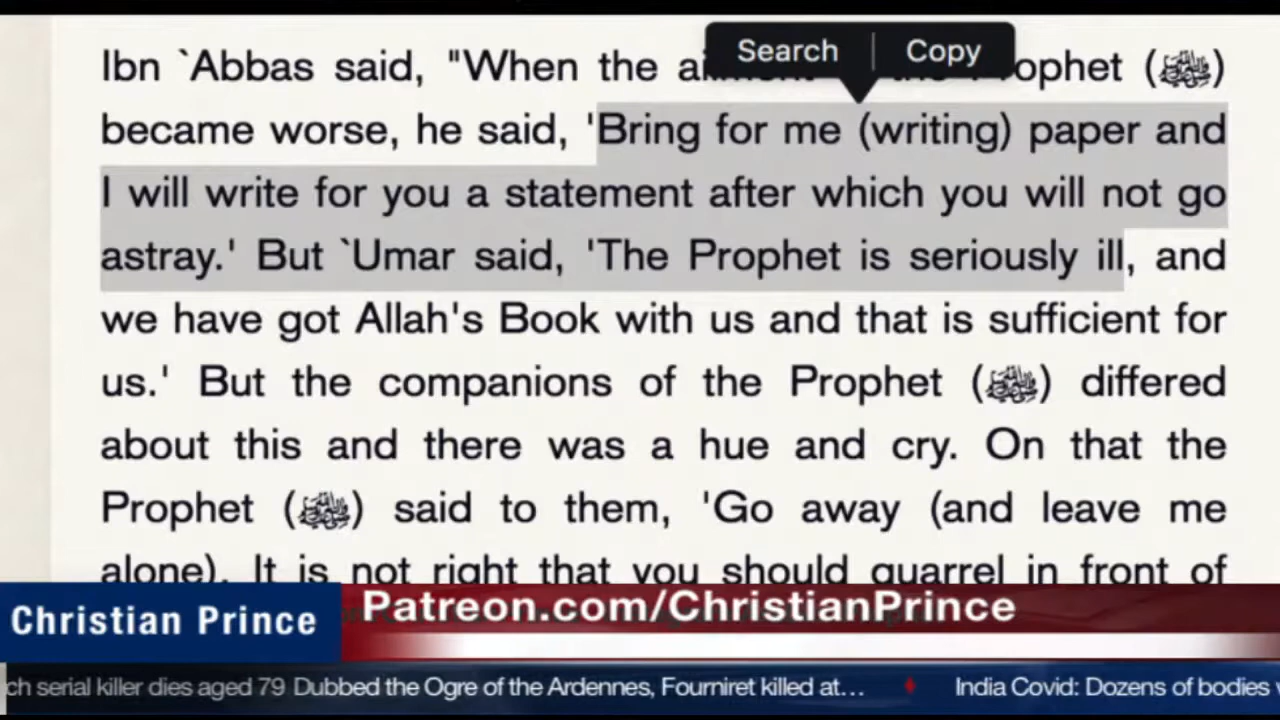 Search Copy
Ibn `Abbas said, "When the Prophet (ﷺ)
became worse, he said, 'Bring for me (writing) paper and
I will write for you a statement after which you will not go
astray.' But `Umar said, 'The Prophet is seriously ill, and
we have got Allah's Book with us and that is sufficient for
us.' But the companions of the Prophet (ﷺ) differed
about this and there was a hue and cry. On that the
Prophet (ﷺ) said to them, 'Go away (and leave me
alone). It is not right that you should quarrel in front of
Christian Prince
Patreon.com/ChristianPrince
ch serial killer dies aged 79 Dubbed the Ogre of the Ardennes, Fourniret killed at… India Covid: Dozens of bodies